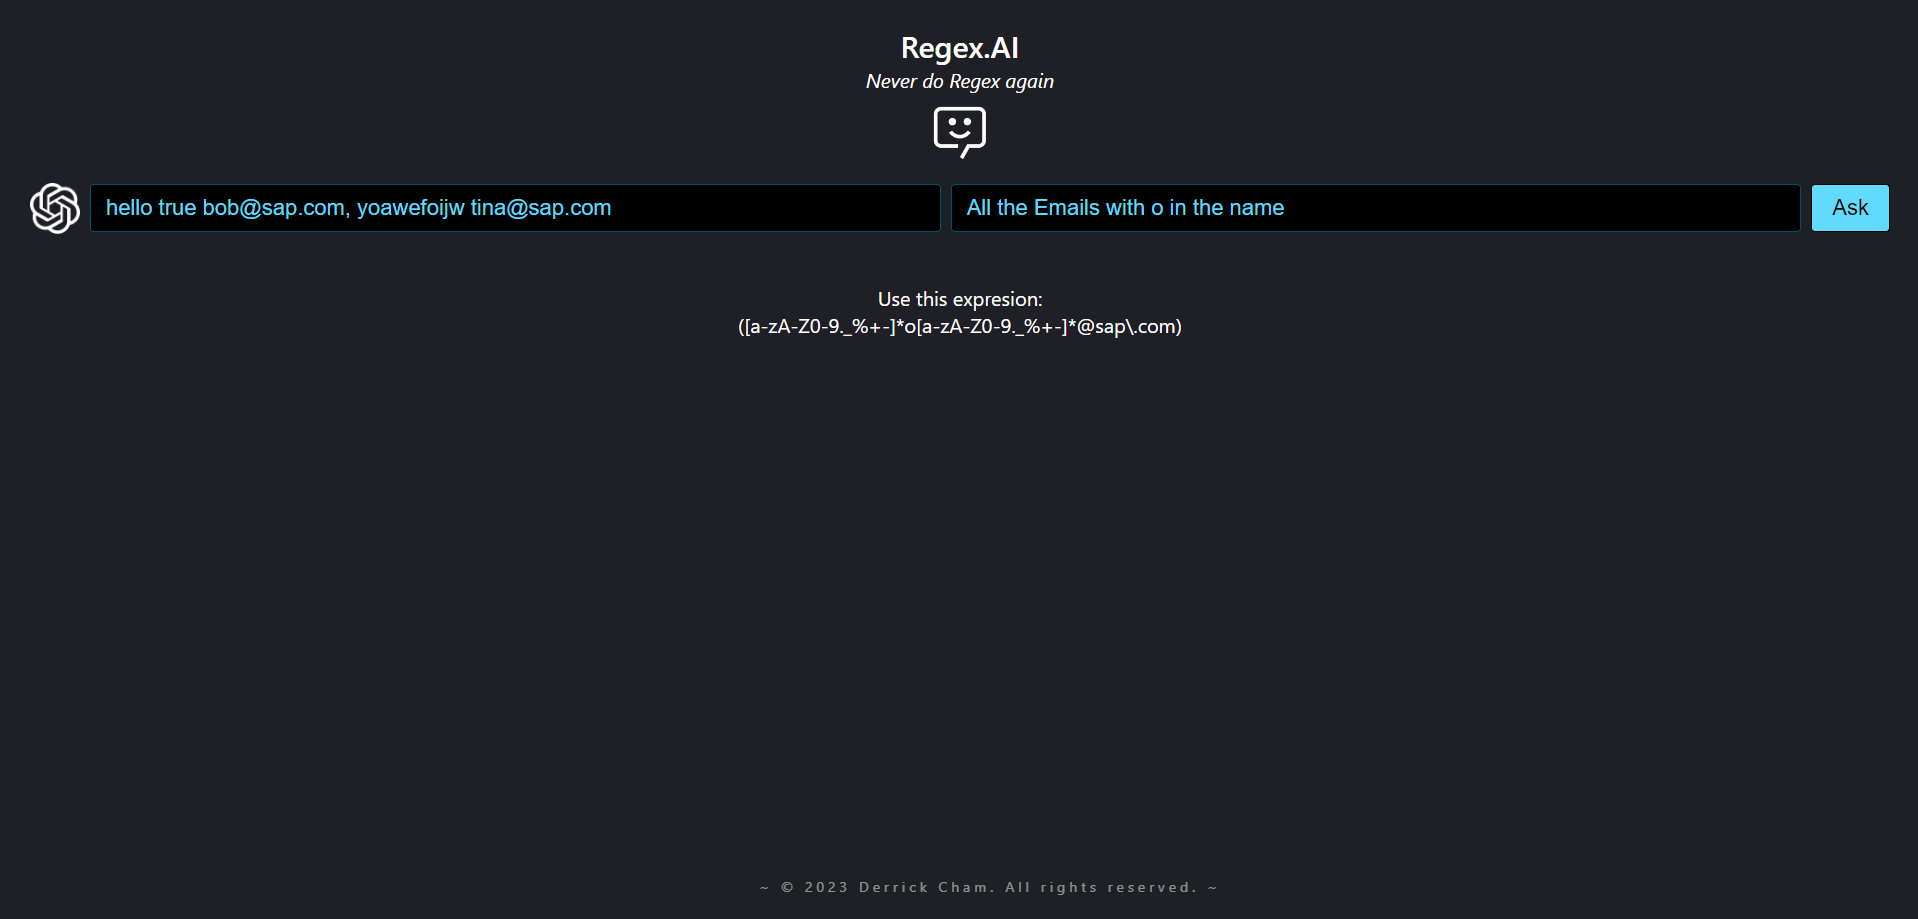 Regex.AI
Never do Regex again
hello true bob@sap.com, yoawefoijw tina@sap.com
All the Emails with o in the name
Ask
Use this expresion:
([a-zA-Z0-9._%+-]*o[a-zA-Z0-9._%+-]*@sap\.com)
~ © 2023 Derrick Cham. All rights reserved. ~